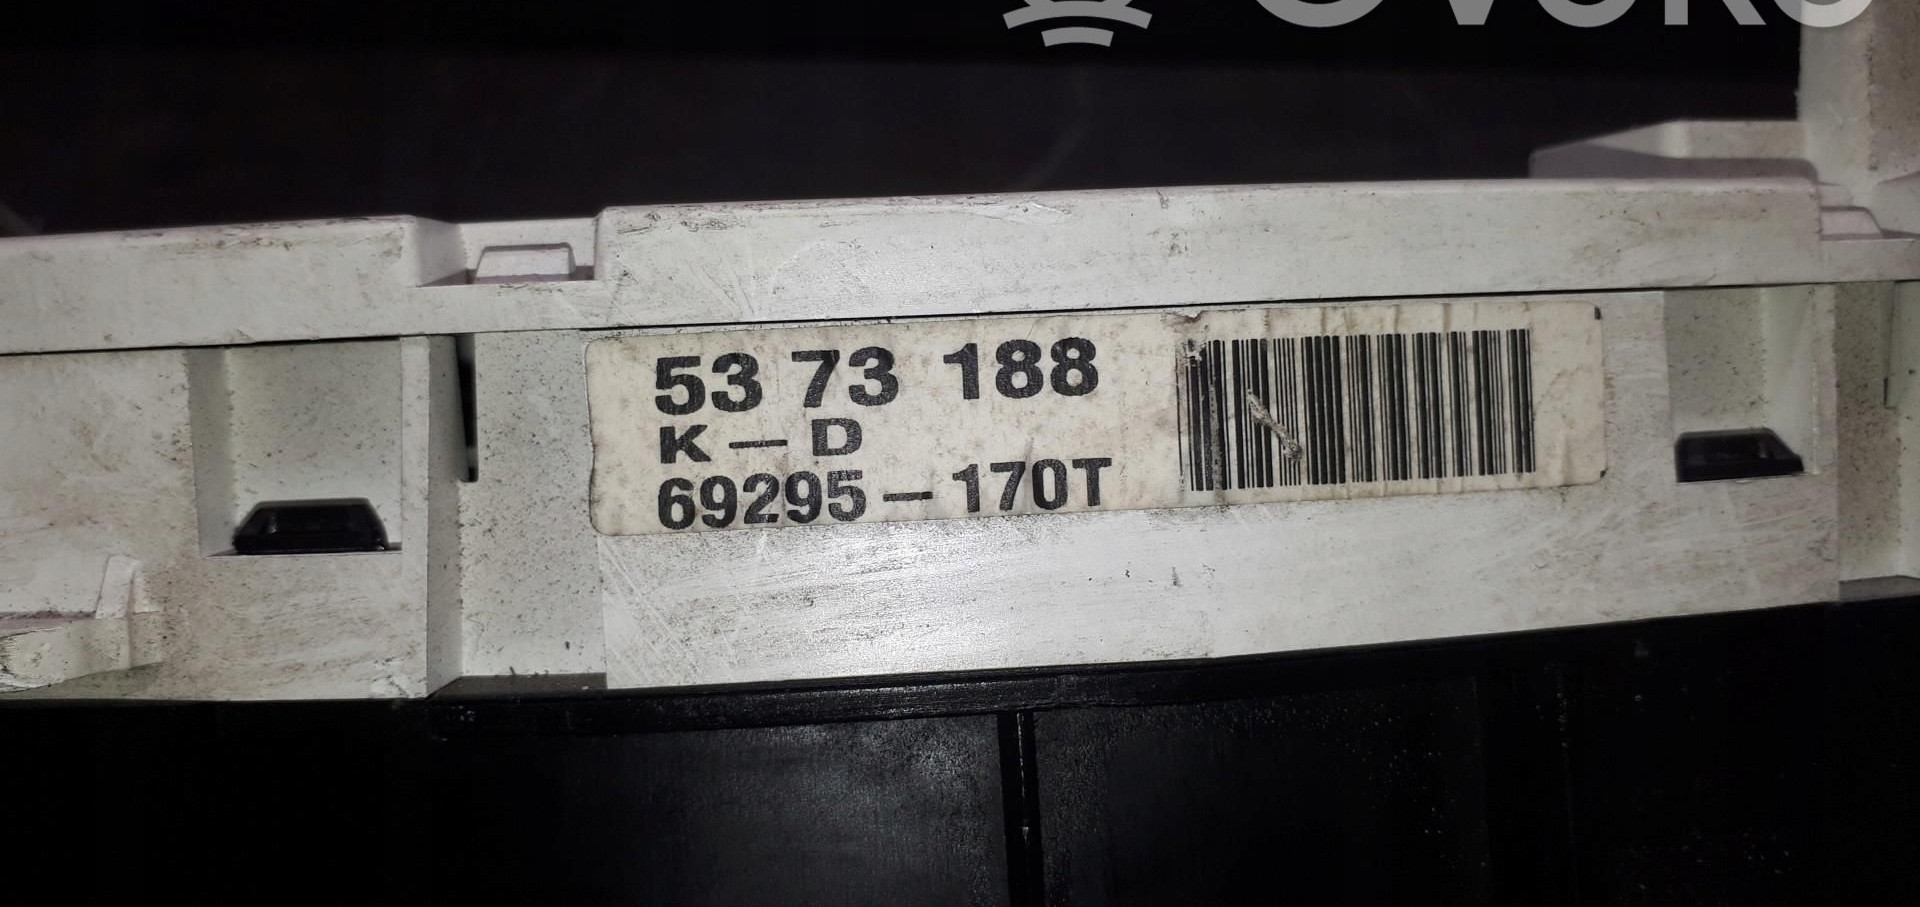 53 73 188
K — D
69295 — 170T